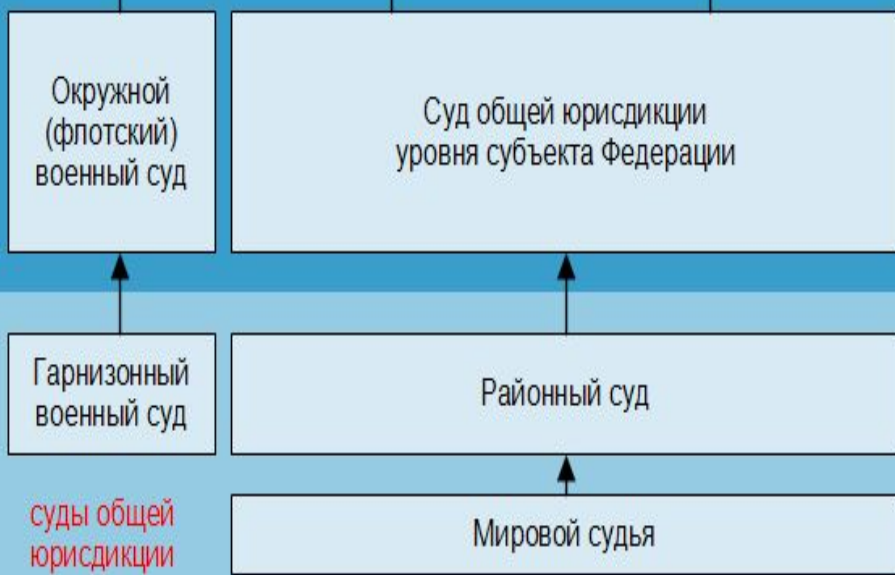 Окружной
(флотский)
военный суд
Суд общей юрисдикции
уровня субъекта Федерации
Гарнизонный
военный суд
Районный суд
суды общей
юрисдикции
Мировой судья